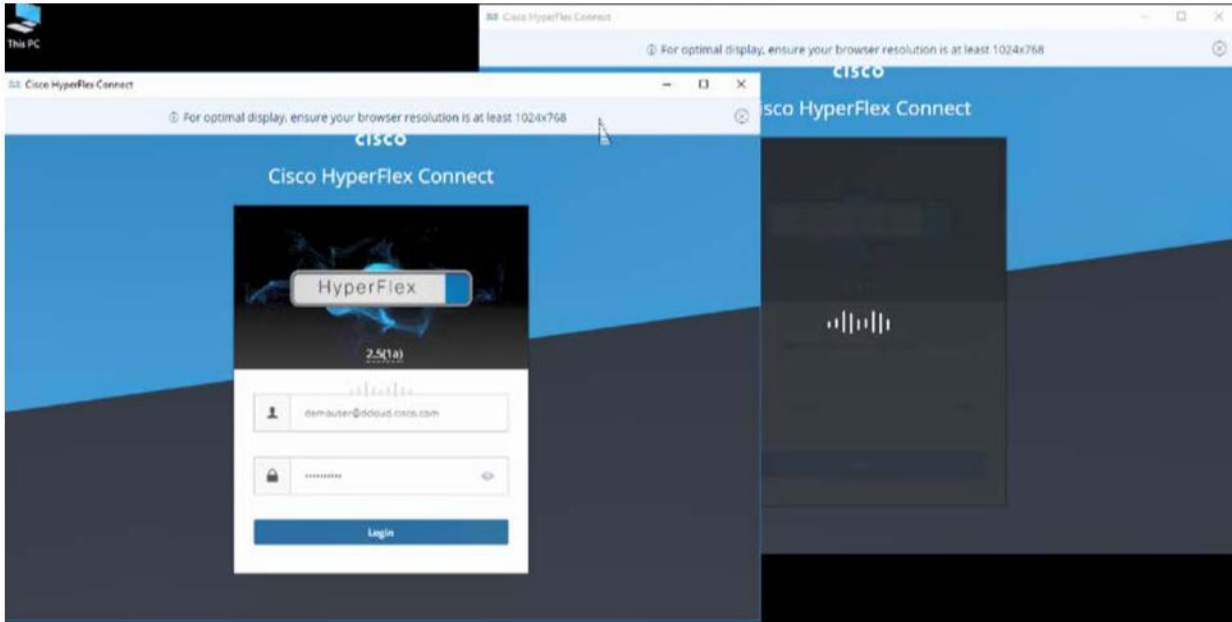 This PC
Cisco HyperFlex Connect
For optimal display, ensure your browser resolution is at least 1024x768
CISCO
isco HyperFlex Connect
Cisco HyperFlex Connect
For optimal display, ensure your browser resolution is at least 1024x768
CISCO
Cisco HyperFlex Connect
HyperFlex
2.5(1a)
demouser@dcloud.cisco.com
Login